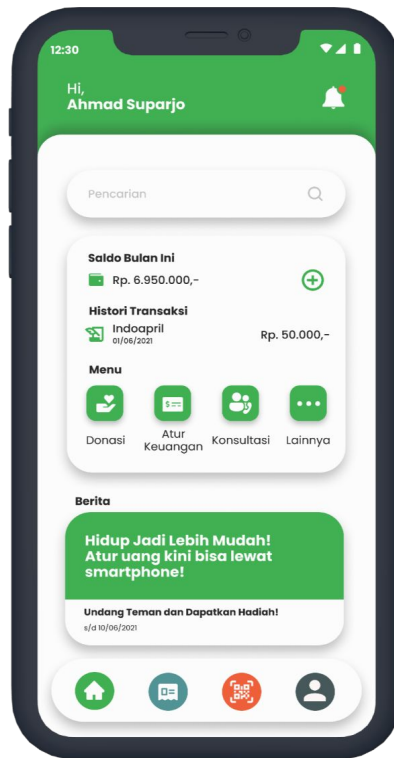 12:30
Hi,
Ahmad Suparjo
Pencarian
Saldo Bulan Ini
Rp. 6.950.000,-
Histori Transaksi
Indoapril
01/06/2021
Rp. 50.000,-
Menu
Donasi
Atur
Keuangan
Konsultasi
Lainnya
Berita
Hidup Jadi Lebih Mudah!
Atur uang kini bisa lewat
smartphone!
Undang Teman dan Dapatkan Hadiah!
s/d 10/06/2021